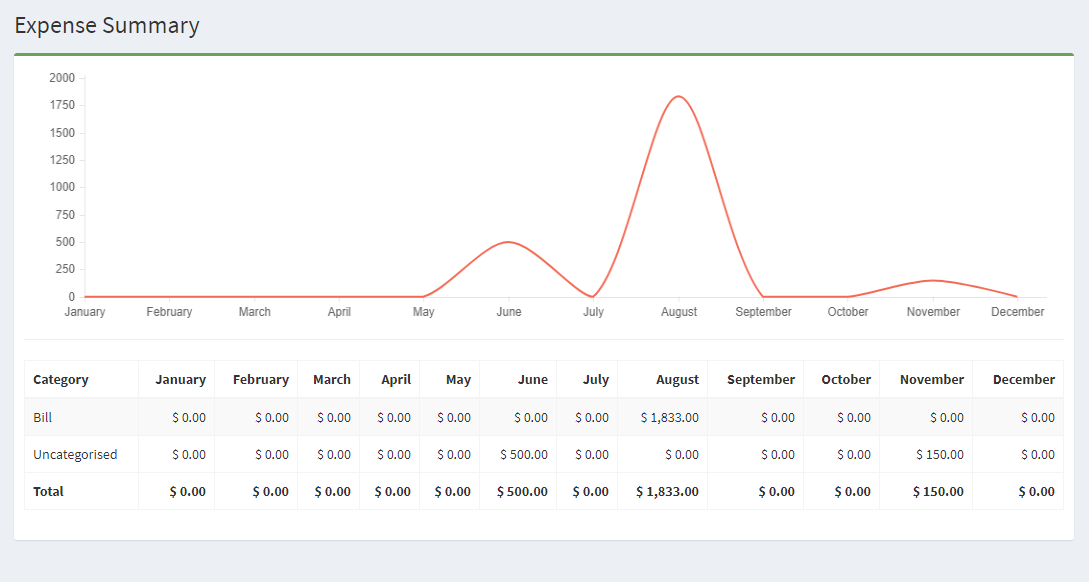 Expense Summary
2000
1750
1500
1250
1000
750
500
250
0
January February March April May June July August September October November December
Category January February March April May June July August September October November December
Bill $ 0.00 $ 0.00 $ 0.00 $ 0.00 $ 0.00 $ 0.00 $ 0.00 $ 1,833.00 $ 0.00 $ 0.00 $ 0.00 $ 0.00
Uncategorised $ 0.00 $ 0.00 $ 0.00 $ 0.00 $ 0.00 $ 500.00 $ 0.00 $ 0.00 $ 0.00 $ 0.00 $ 150.00 $ 0.00
Total $ 0.00 $ 0.00 $ 0.00 $ 0.00 $ 0.00 $ 500.00 $ 0.00 $ 1,833.00 $ 0.00 $ 0.00 $ 150.00 $ 0.00